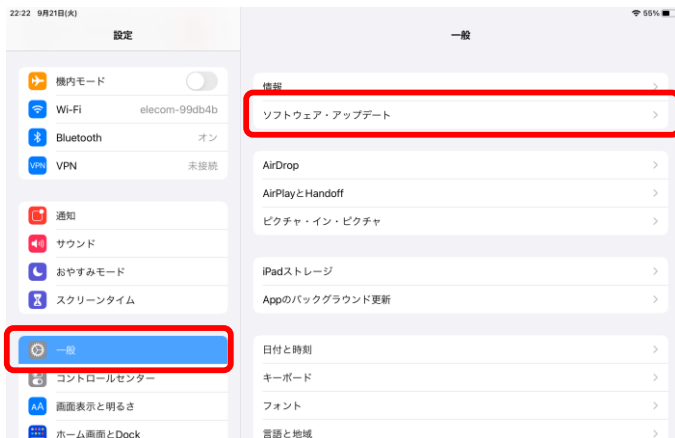 22:22 9月21日(火)
55%
設定
一般
機内モード
Wi-Fi elecom-99db4b
Bluetooth オン
VPN VPN 未接続
通知
サウンド
おやすみモード
スクリーンタイム
一般
コントロールセンター
AA 画面表示と明るさ
ホーム画面とDock
情報
ソフトウェア・アップデート
AirDrop
AirPlayとHandoff
ピクチャ・イン・ピクチャ
iPadストレージ
Appのバックグラウンド更新
日付と時刻
キーボード
フォント
言語と地域